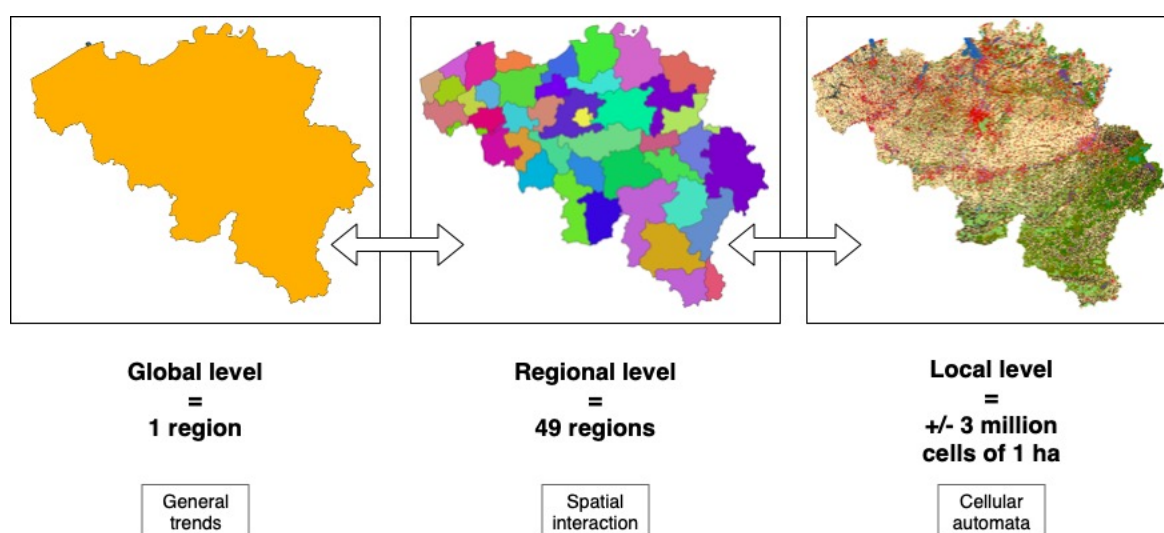 Global level
=
1 region
Regional level
=
49 regions
Local level
=
+/- 3 million
cells of 1 ha
General
trends
Spatial
interaction
Cellular
automata